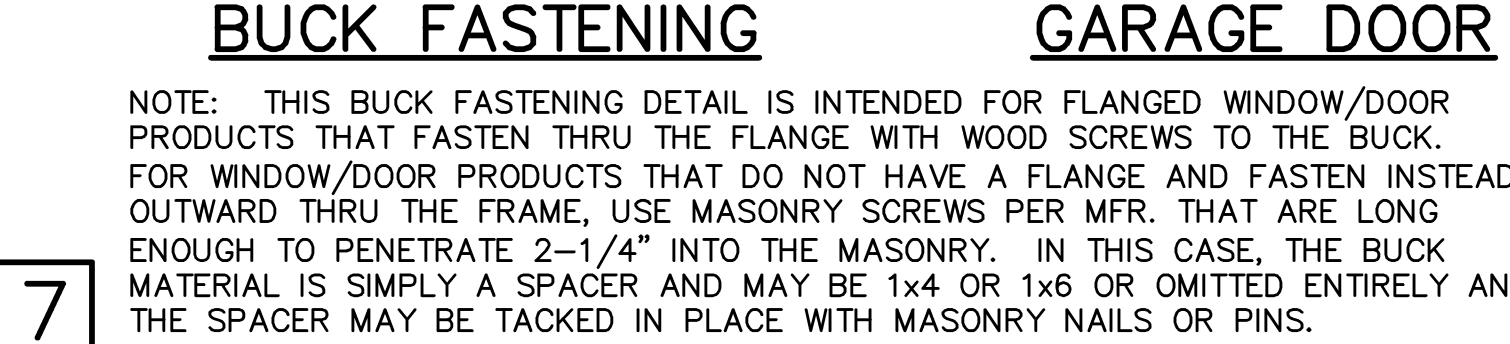 BUCK FASTENING GARAGE DOOR
NOTE: THIS BUCK FASTENING DETAIL IS INTENDED FOR FLANGED WINDOW/DOOR
PRODUCTS THAT FASTEN THRU THE FLANGE WITH WOOD SCREWS TO THE BUCK.
FOR WINDOW/DOOR PRODUCTS THAT DO NOT HAVE A FLANGE AND FASTEN INSTEAD
OUTWARD THRU THE FRAME, USE MASONRY SCREWS PER MFR. THAT ARE LONG
ENOUGH TO PENETRATE 2–1/4" INTO THE MASONRY. IN THIS CASE, THE BUCK
MATERIAL IS SIMPLY A SPACER AND MAY BE 1x4 OR 1x6 OR OMITTED ENTIRELY AN
THE SPACER MAY BE TACKED IN PLACE WITH MASONRY NAILS OR PINS.
7